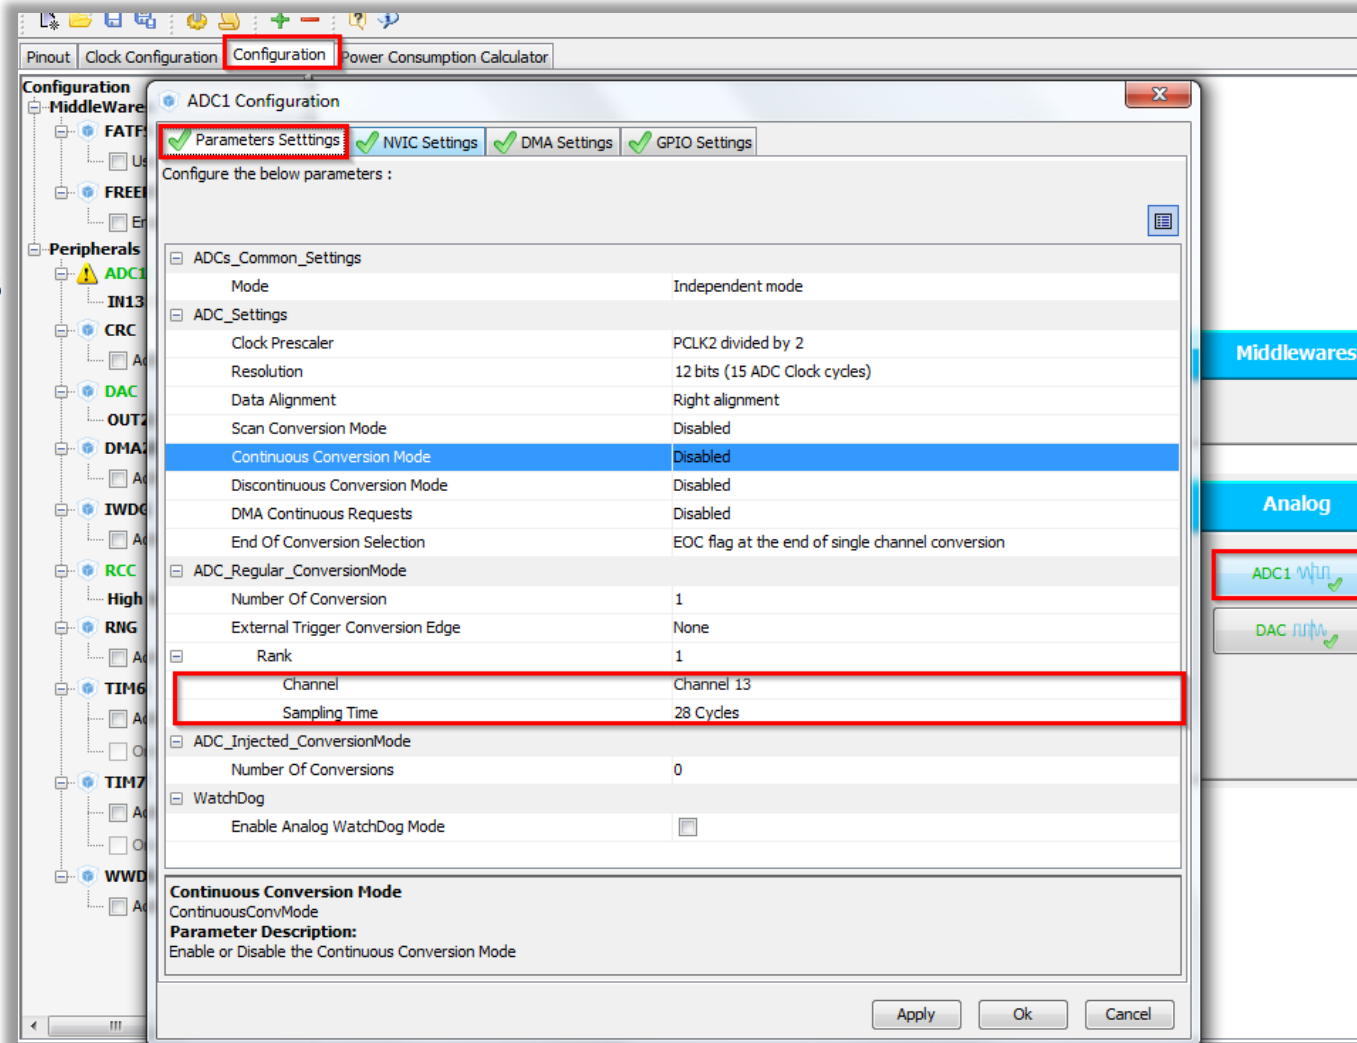 Pinout Clock Configuration Configuration Power Consumption Calculator
Configuration
MiddleWare
FATFS
FREE
Peripherals
ADC1
IN13
CRC
DAC
OUT2
DMA2
IWDG
RCC
High
RNG
TIM6
TIM7
WWD
ADC1 Configuration
Parameters Setttings NVIC Settings DMA Settings GPIO Settings
Configure the below parameters :
ADCs_Common_Settings
Mode Independent mode
ADC_Settings
Clock Prescaler PCLK2 divided by 2
Resolution 12 bits (15 ADC Clock cycles)
Data Alignment Right alignment
Scan Conversion Mode Disabled
Continuous Conversion Mode Disabled
Discontinuous Conversion Mode Disabled
DMA Continuous Requests Disabled
End Of Conversion Selection EOC flag at the end of single channel conversion
ADC_Regular_ConversionMode
Number Of Conversion 1
External Trigger Conversion Edge None
Rank 1
Channel Channel 13
Sampling Time 28 Cycles
ADC_Injected_ConversionMode
Number Of Conversions 0
WatchDog
Enable Analog WatchDog Mode
Continuous Conversion Mode
ContinuousConvMode
Parameter Description:
Enable or Disable the Continuous Conversion Mode
Apply Ok Cancel
Middlewares
Analog
ADC1
DAC